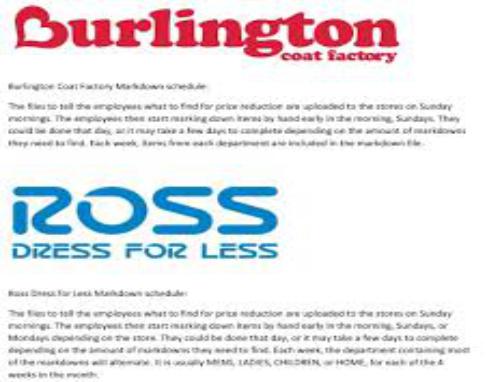 Burlington
coat factory
Burlington Coat Factory Markdown schedule:
The files to tell the employees what to find for price reduction are uploaded to the stores on Sunday
mornings. The employees then start marking down items by hand early in the morning, Sundays. They
could be done that day, or it may take a few days to complete depending on the amount of markdowns
they need to find. Each week, items from each department are included in the markdown file.
ROSS
DRESS FOR LESS
Ross Dress for Less Markdown schedule:
The files to tell the employees what to find for price reduction are uploaded to the stores on Sunday
mornings. The employees then start marking down items by hand early in the morning, Sundays, or
Mondays depending on the store. They could be done that day, or it may take a few days to complete
depending on the amount of markdowns they need to find. Each week, the department containing most
of the markdowns will alternate. It is usually MENS, LADIES, CHILDREN, or HOME, for each of the 4
weeks in the month.